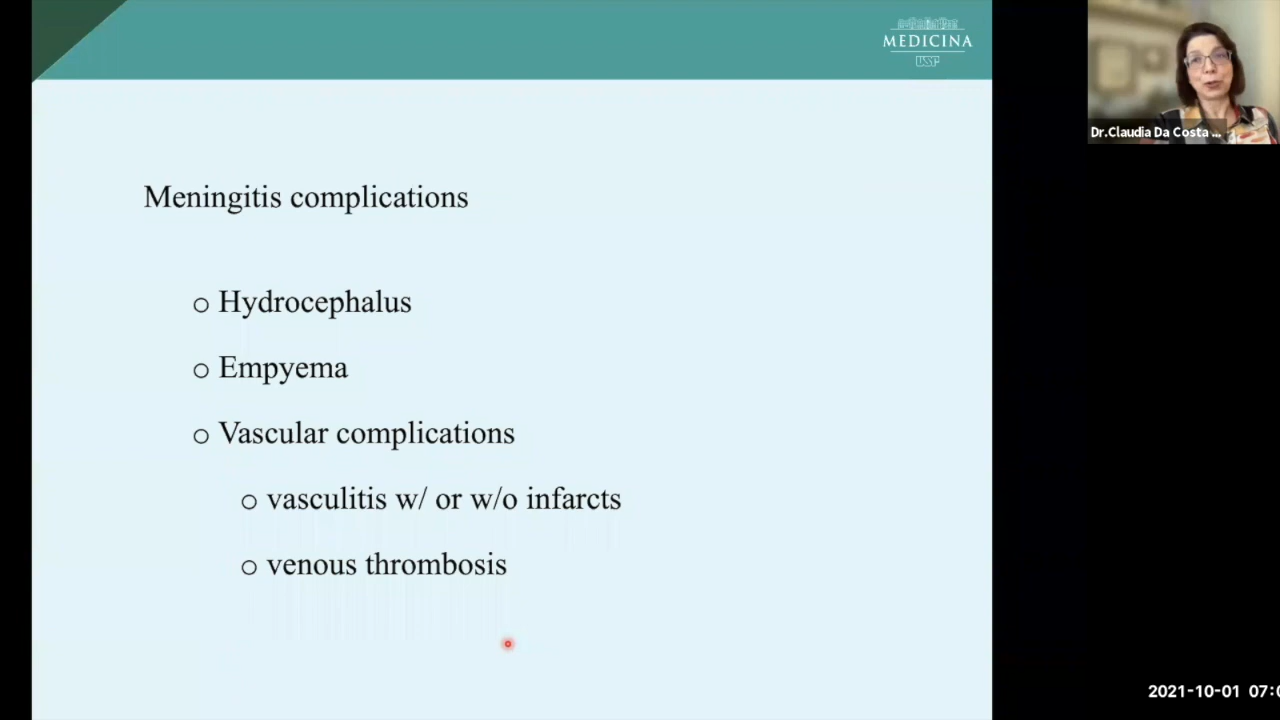 MEDICINA
USP
Dr.Claudia Da Costa ...
Meningitis complications
o Hydrocephalus
o Empyema
o Vascular complications
o vasculitis w/ or w/o infarcts
o venous thrombosis
2021-10-01 07:0